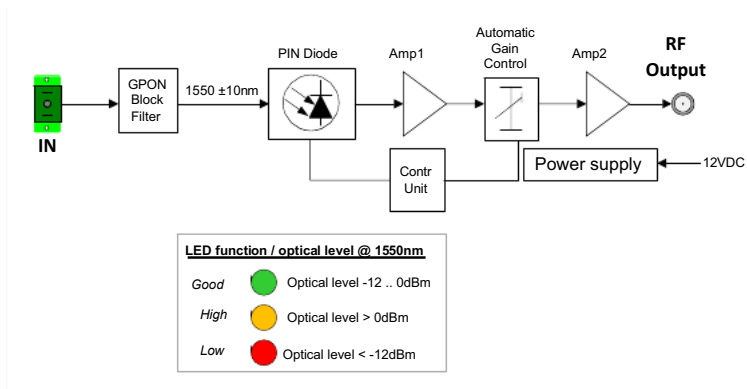 IN
GPON
Block
Filter
1550 ±10nm
PIN Diode
Amp1
Automatic
Gain
Control
Amp2
RF
Output
Contr
Unit
Power supply
12VDC
LED function / optical level @ 1550nm
Good Optical level -12 .. 0dBm
High Optical level > 0dBm
Low Optical level < -12dBm